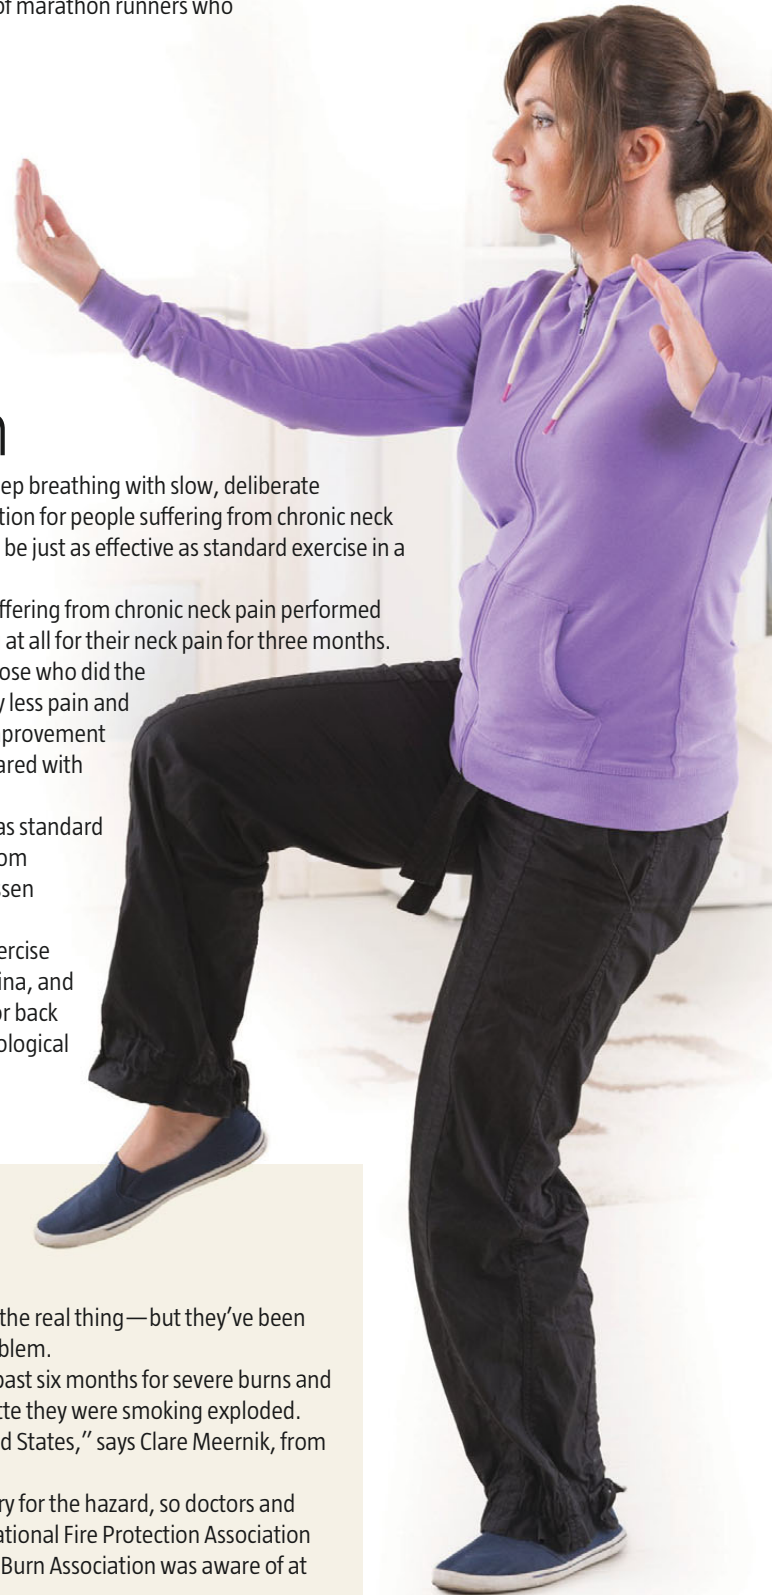 of marathon runners who
ep breathing with slow, deliberate
tion for people suffering from chronic neck
be just as effective as standard exercise in a
ffering from chronic neck pain performed
at all for their neck pain for three months.
ose who did the
y less pain and
provement
ared with
as standard
om
ssen
ercise
ina, and
or back
ological
the real thing—but they’ve been
blem.
past six months for severe burns and
tte they were smoking exploded.
d States,” says Clare Meernik, from
ry for the hazard, so doctors and
ational Fire Protection Association
Burn Association was aware of at